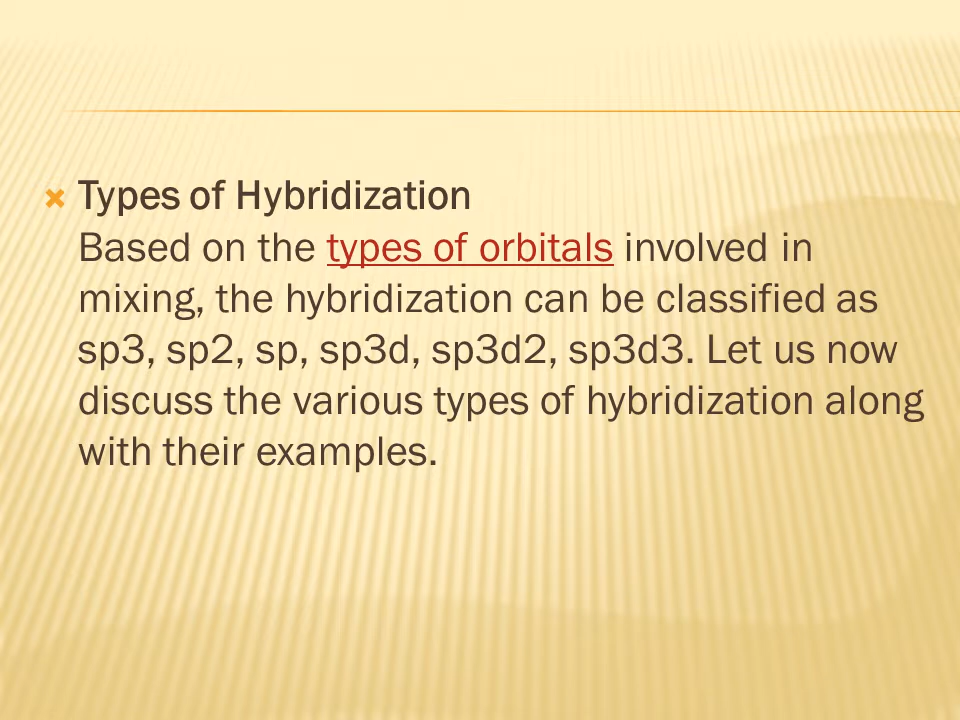 Types of Hybridization
Based on the types of orbitals involved in
mixing, the hybridization can be classified as
sp3, sp2, sp, sp3d, sp3d2, sp3d3. Let us now
discuss the various types of hybridization along
with their examples.